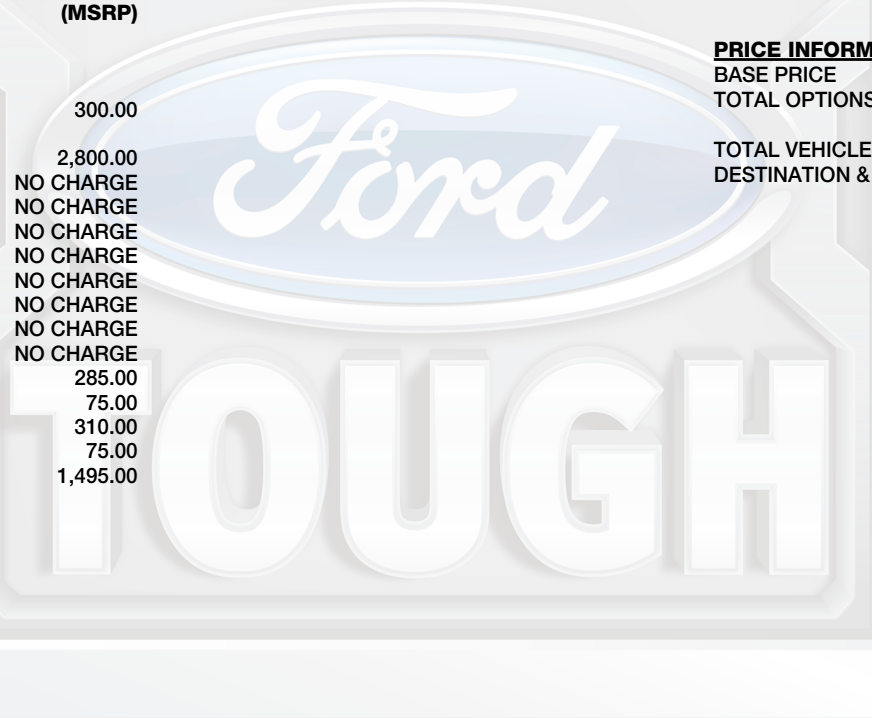 (MSRP)
300.00
2,800.00
NO CHARGE
NO CHARGE
NO CHARGE
NO CHARGE
NO CHARGE
NO CHARGE
NO CHARGE
NO CHARGE
285.00
75.00
310.00
75.00
1,495.00
PRICE INFORM
BASE PRICE
TOTAL OPTIONS
TOTAL VEHICLE
DESTINATION &
Ford
TOUGH